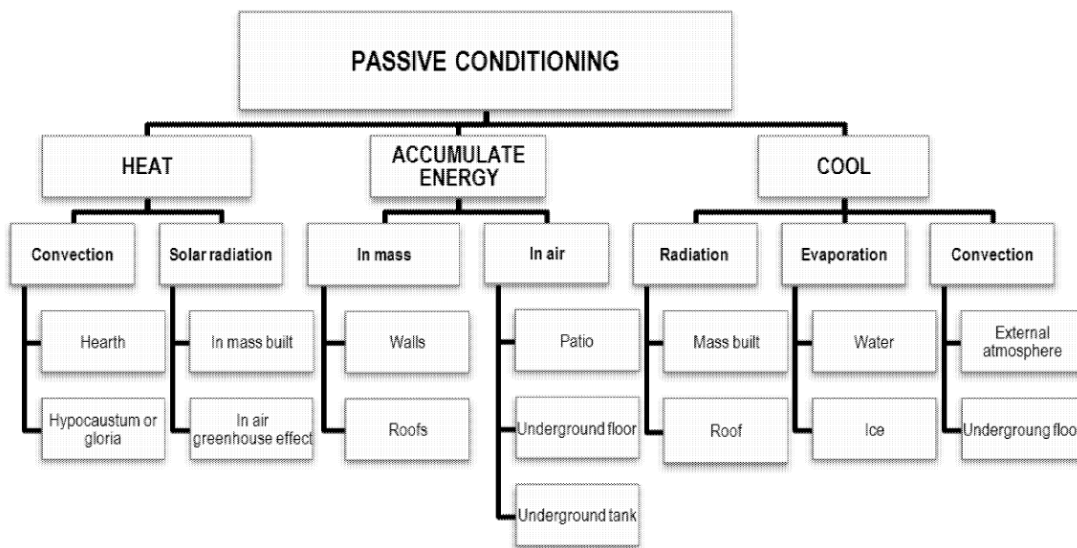 PASSIVE CONDITIONING
HEAT
ACCUMULATE
ENERGY
COOL
Convection
Solar radiation
In mass
In air
Radiation
Evaporation
Convection
Hearth
In mass built
Walls
Patio
Mass built
Water
External
atmosphere
Hypocaustum or
gloria
In air
greenhouse effect
Roofs
Underground floor
Roof
Ice
Undergroung floor
Underground tank